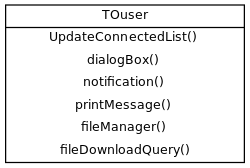 TOuser
UpdateConnectedList()
dialogBox()
notification()
printMessage()
fileManager()
fileDownloadQuery()